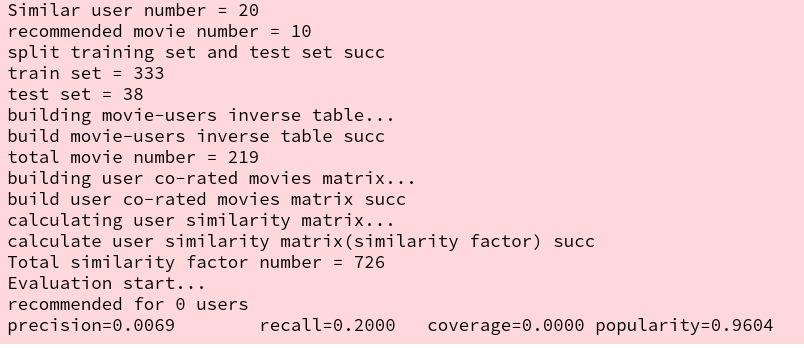 Similar user number = 20
recommended movie number = 10
split training set and test set succ
train set = 333
test set = 38
building movie-users inverse table...
build movie-users inverse table succ
total movie number = 219
building user co-rated movies matrix...
build user co-rated movies matrix succ
calculating user similarity matrix...
calculate user similarity matrix(similarity factor) succ
Total similarity factor number = 726
Evaluation start...
recommended for 0 users
precision=0.0069        recall=0.2000   coverage=0.0000 popularity=0.9604